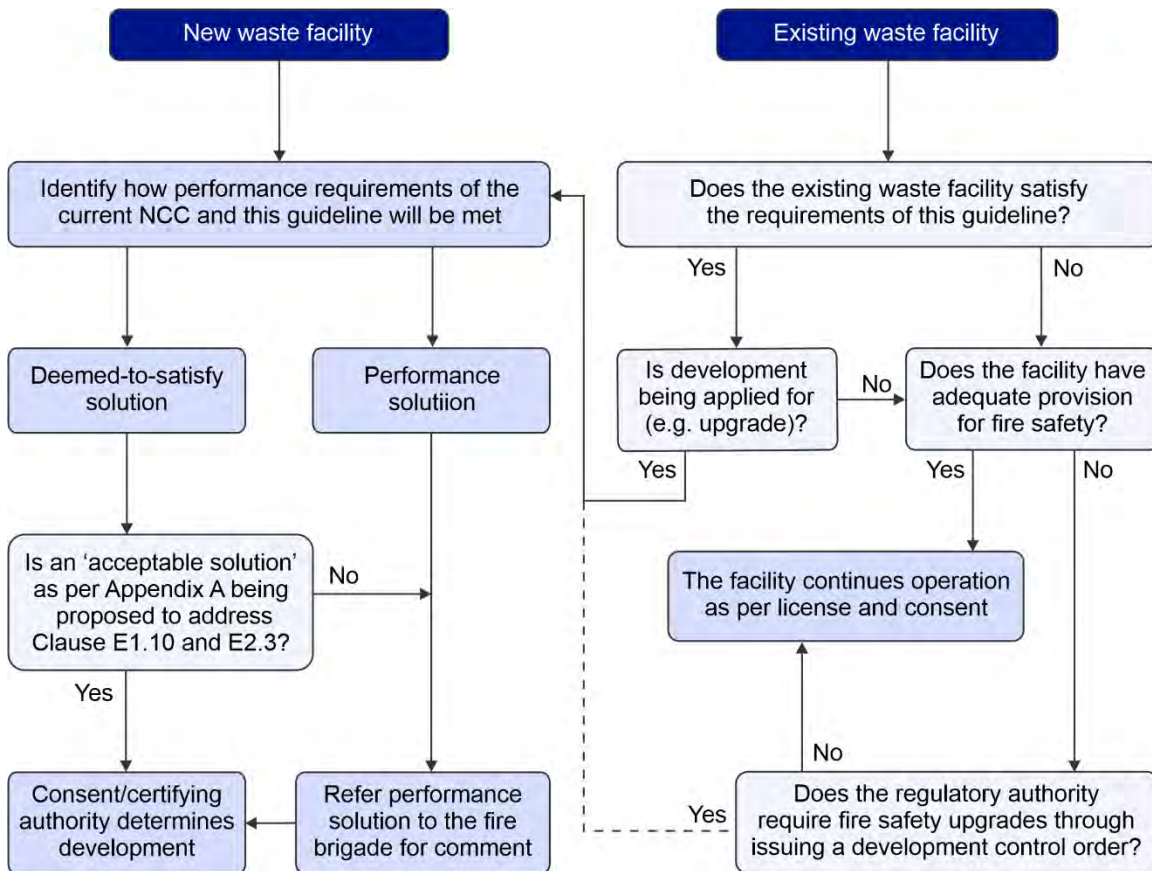 New waste facility
Existing waste facility
Identify how performance requirements of the
current NCC and this guideline will be met
Does the existing waste facility satisfy
the requirements of this guideline?
Yes
No
Deemed-to-satisfy
solution
Performance
solutiion
Is development
being applied for
(e.g. upgrade)?
No
Does the facility have
adequate provision
for fire safety?
Yes
Yes
No
Is an ‘acceptable solution’
as per Appendix A being
proposed to address
Clause E1.10 and E2.3?
No
The facility continues operation
as per license and consent
Yes
No
Consent/certifying
authority determines
development
Refer performance
solution to the fire
brigade for comment
Yes
Does the regulatory authority
require fire safety upgrades through
issuing a development control order?